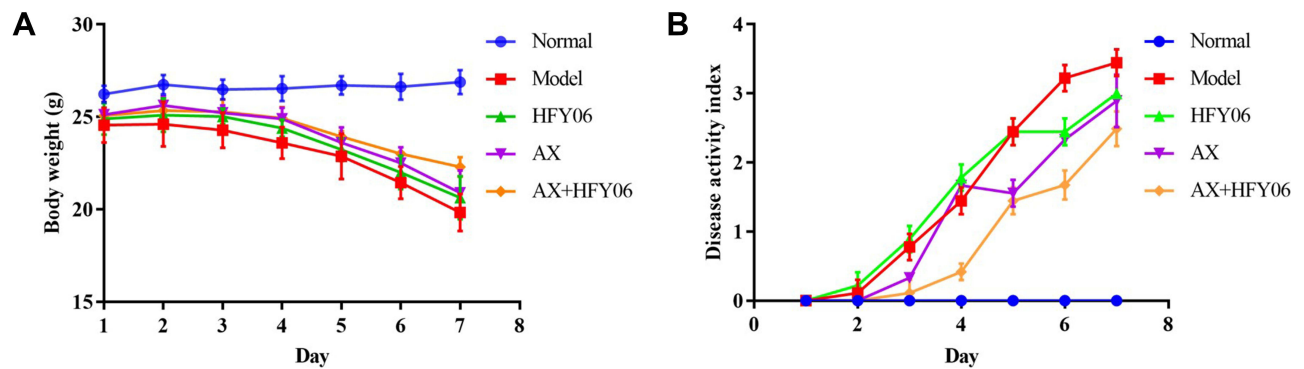 A
Body weight (g)
30
25
20
15
1 2 3 4 5 6 7 8
Day
Normal
Model
HFY06
AX
AX+HFY06
B
Disease activity index
4
3
2
1
0
0 2 4 6 8
Day
Normal
Model
HFY06
AX
AX+HFY06